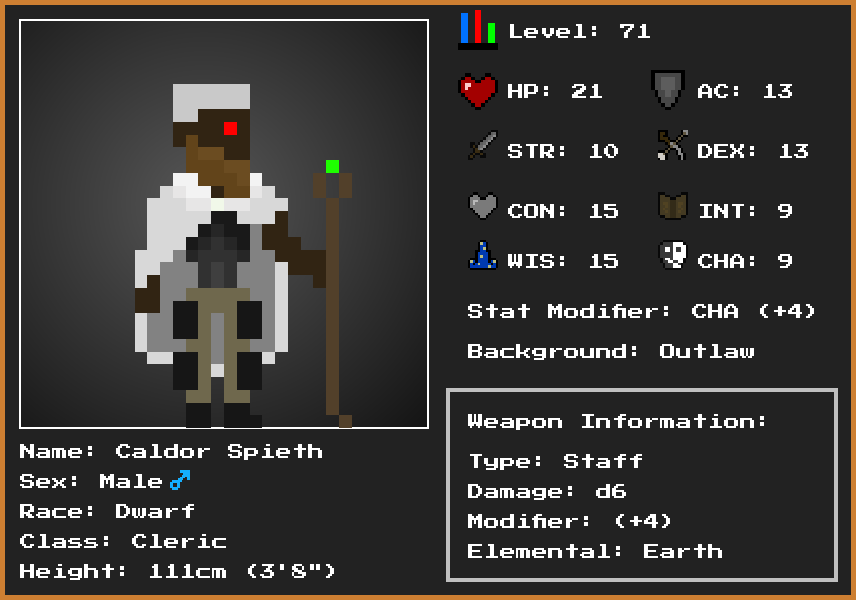 Level: 71
HP: 21
AC: 13
STR: 10
DEX: 13
CON: 15
INT: 9
WIS: 15
CHA: 9
Stat Modifier: CHA (+4)
Background: Outlaw
Weapon Information:
Type: Staff
Damage: d6
Modifier: (+4)
Elemental: Earth
Name: Caldor Spieth
Sex: Male♂
Race: Dwarf
Class: Cleric
Height: 111cm (3'8")